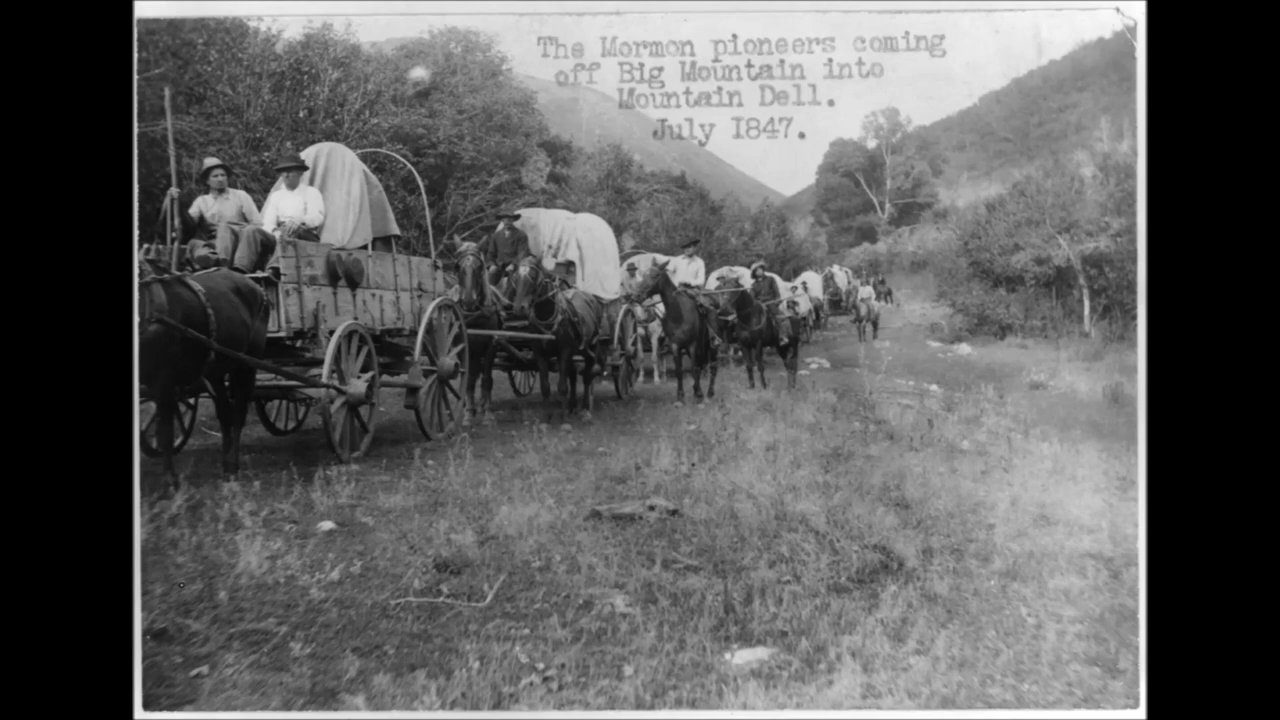 The Mormon pioneers coming
off Big Mountain into
Mountain Dell.
July 1847.